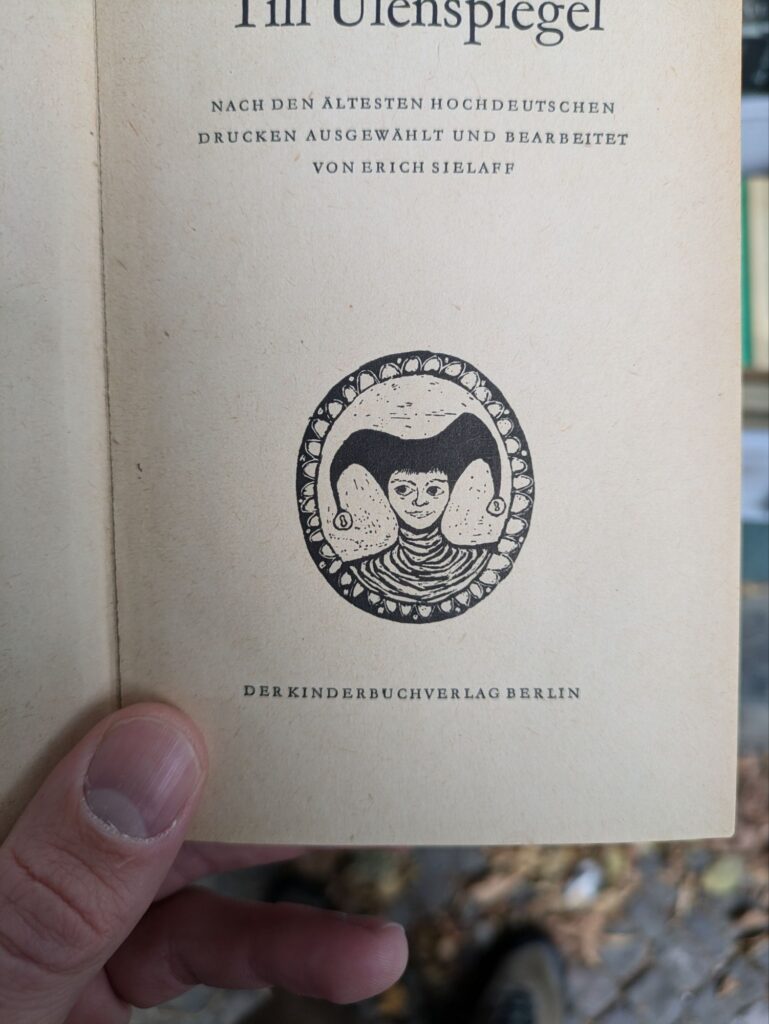 Till Ulenspiegel
NACH DEN ÄLTESTEN HOCHDEUTSCHEN
DRUCKEN AUSGEWÄHLT UND BEARBEITET
VON ERICH SIELAFF
DER KINDERBUCHVERLAG BERLIN